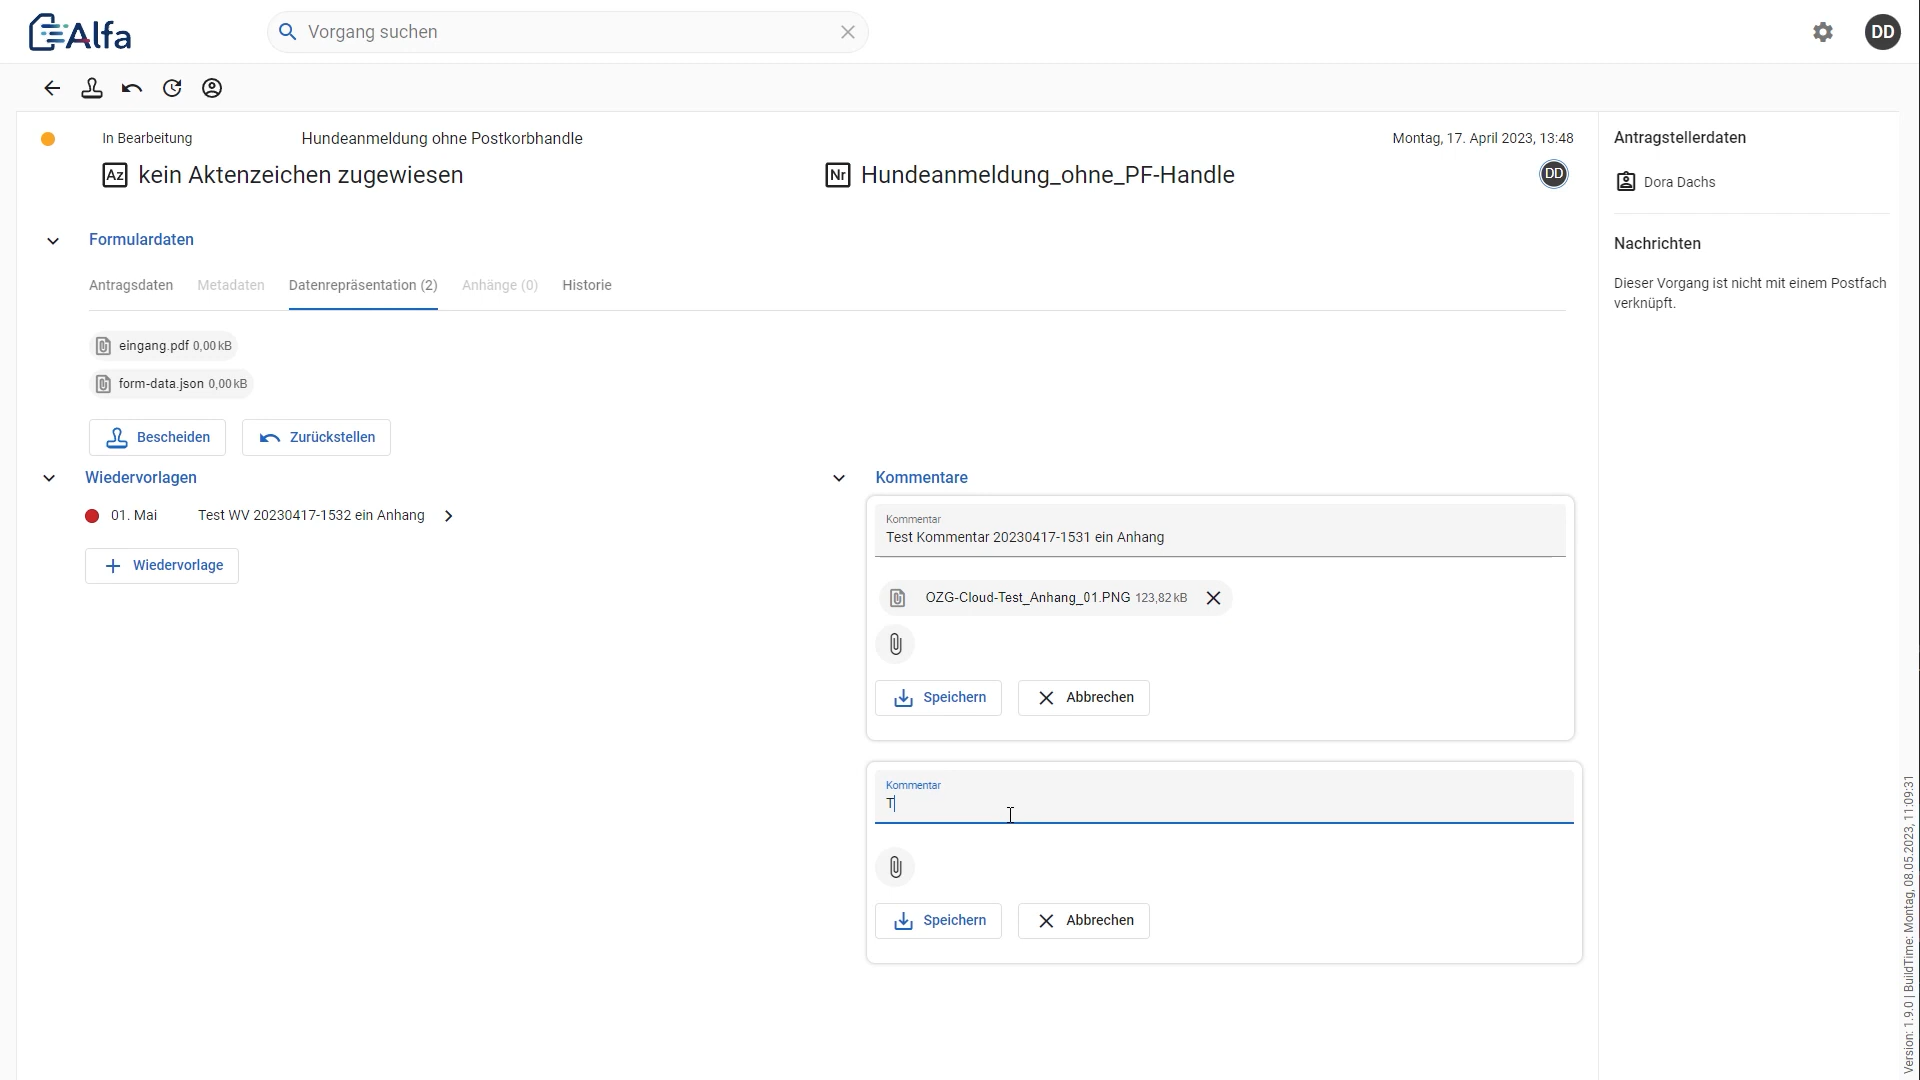 Alfa
Vorgang suchen
DD
In Bearbeitung
Hundeanmeldung ohne Postkorbhandle
Montag, 17. April 2023, 13:48
Az kein Aktenzeichen zugewiesen
Nr Hundeanmeldung_ohne_PF-Handle
DD
Antragstellerdaten
Dora Dachs
Nachrichten
Dieser Vorgang ist nicht mit einem Postfach
verknüpft.
Formulardaten
Antragsdaten Metadaten Datenrepräsentation (2) Anhänge (0) Historie
eingang.pdf 0,00 kB
form-data.json 0,00 kB
Bescheiden Zurückstellen
Wiedervorlagen
01. Mai Test WV 20230417-1532 ein Anhang
Wiedervorlage
Kommentare
Kommentar
Test Kommentar 20230417-1531 ein Anhang
OZG-Cloud-Test_Anhang_01.PNG 123,82 kB
Speichern Abbrechen
Kommentar
T
Speichern Abbrechen
Version: 1.9.0 | BuildTime: Montag, 08.05.2023, 11:09:31